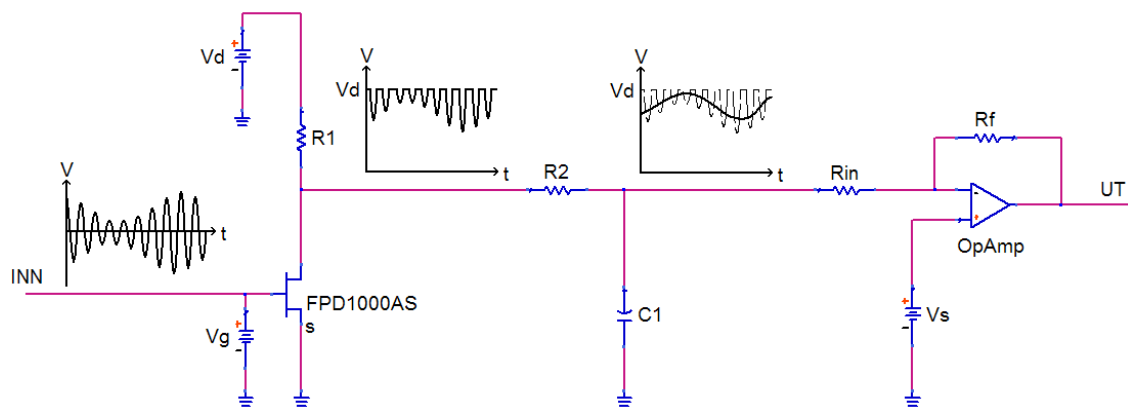 Vd
+
-
R1
V
Vd
t
V
Vd
t
Rf
R2
Rin
-
+
OpAmp
UT
V
t
INN
FPD1000AS
s
+
Vg
-
C1
+
Vs
-